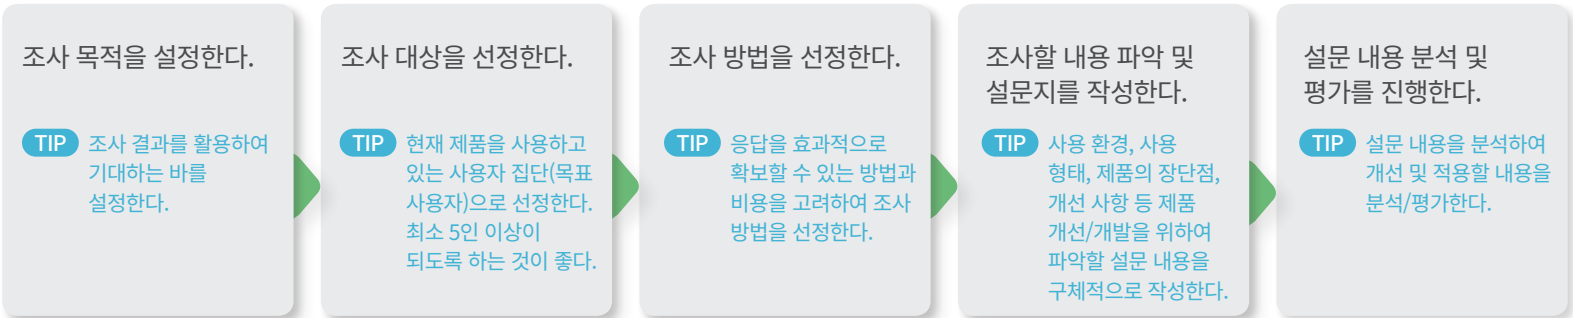 조사 목적을 설정한다.
TIP 조사 결과를 활용하여
기대하는 바를
설정한다.
조사 대상을 선정한다.
TIP 현재 제품을 사용하고
있는 사용자 집단(목표
사용자)으로 선정한다.
최소 5인 이상이
되도록 하는 것이 좋다.
조사 방법을 선정한다.
TIP 응답을 효과적으로
확보할 수 있는 방법과
비용을 고려하여 조사
방법을 선정한다.
조사할 내용 파악 및
설문지를 작성한다.
TIP 사용 환경, 사용
형태, 제품의 장단점,
개선 사항 등 제품
개선/개발을 위하여
파악할 설문 내용을
구체적으로 작성한다.
설문 내용 분석 및
평가를 진행한다.
TIP 설문 내용을 분석하여
개선 및 적용할 내용을
분석/평가한다.